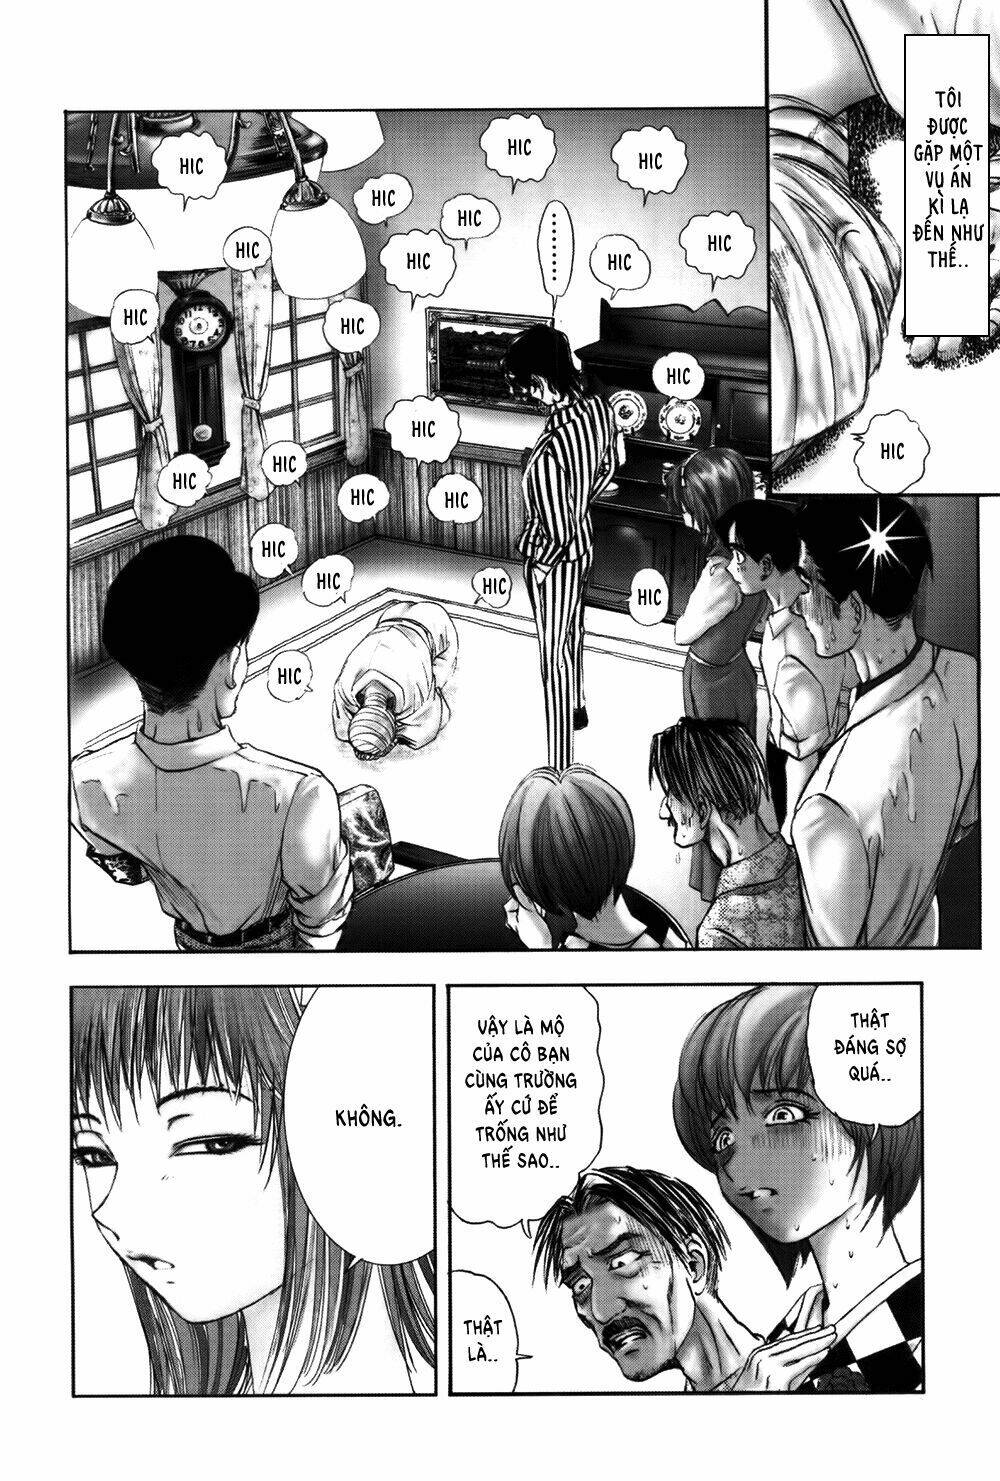 TÔI
ĐƯỢC
GẶP MỘT
VỤ ÁN
KÌ LẠ
ĐẾN NHƯ
THẾ..
HIC
HIC
HIC
HIC
HIC
HIC
HIC
HIC
HIC
HIC
.........
HIC
HIC
HIC
HIC
HIC
HIC
HIC
HIC
HIC
HIC
HIC
HIC
HIC
HIC
THẬT
ĐÁNG SỢ
QUÁ..
VẬY LÀ MỘ
CỦA CÔ BẠN
CÙNG TRƯỜNG
ẤY CỨ ĐỂ
TRỐNG NHƯ
THẾ SAO..
THẬT
LÀ..
KHÔNG.